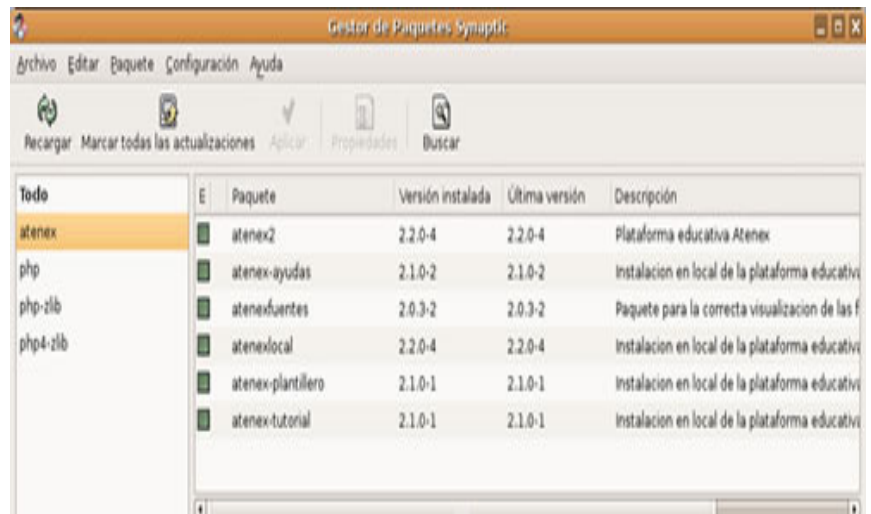 Gestor de Paquetes Synaptic
Archivo Editar Paquete Configuración Ayuda
Recargar Marcar todas las actualizaciones Aplicar Propiedades Buscar
Todo
atenex
php
php-zlib
php4-zlib
E Paquete Versión instalada Última versión Descripción
atenex2 2.2.0-4 2.2.0-4 Plataforma educativa Atenex
atenex-ayudas 2.1.0-2 2.1.0-2 Instalacion en local de la plataforma educativa
atenexfuentes 2.0.3-2 2.0.3-2 Paquete para la correcta visualizacion de las f
atenexlocal 2.2.0-4 2.2.0-4 Instalacion en local de la plataforma educativa
atenex-plantillero 2.1.0-1 2.1.0-1 Instalacion en local de la plataforma educativa
atenex-tutorial 2.1.0-1 2.1.0-1 Instalacion en local de la plataforma educativa